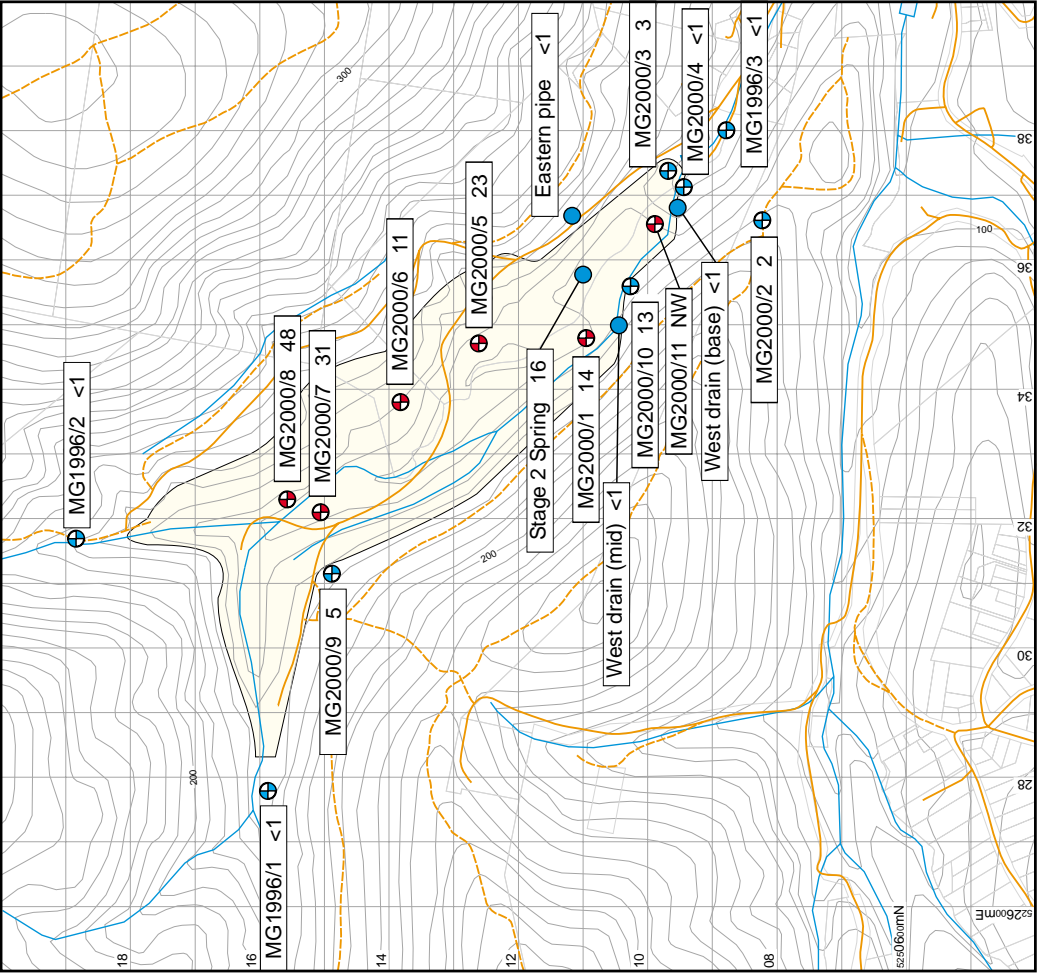 MG1996/2 <1
MG2000/8 48
MG2000/7 31
MG2000/6 11
MG2000/5 23
Eastern pipe <1
MG2000/3 3
MG2000/4 <1
MG1996/3 <1
MG2000/2 2
West drain (base) <1
MG2000/11 NW
MG2000/10 13
MG2000/1 14
Stage 2 Spring 16
West drain (mid) <1
MG2000/9 5
MG1996/1 <1
300
200
200
100
18
16
14
12
10
08
5250600mN
522600mE
28
30
32
34
36
38